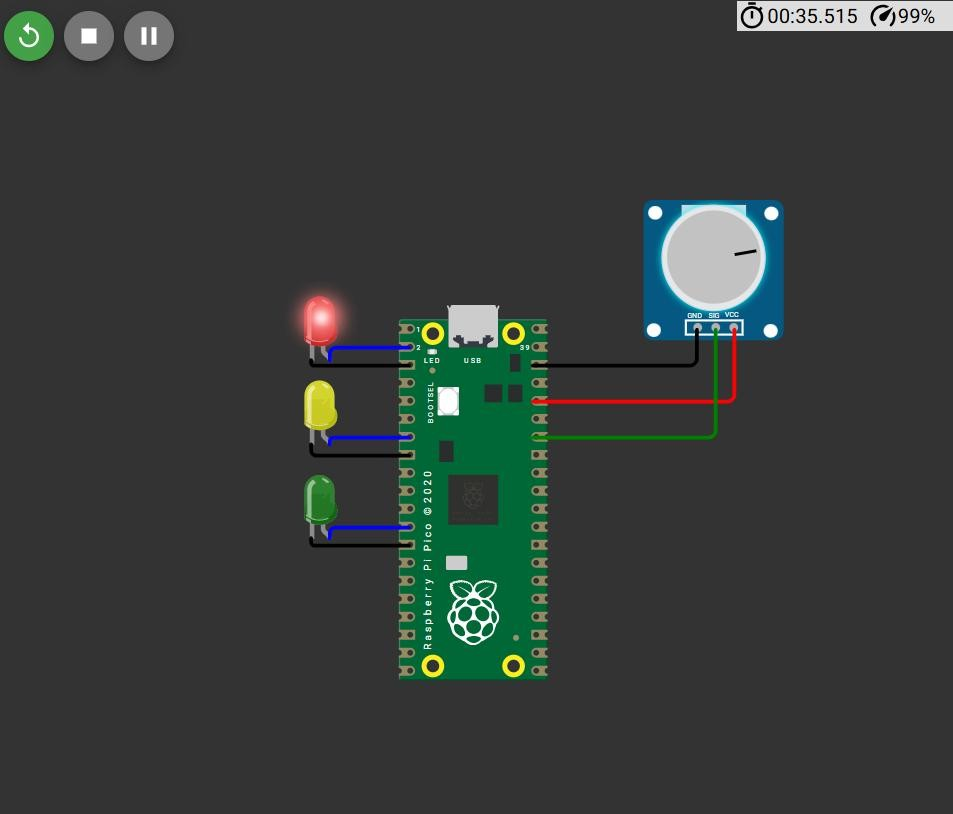 00:35.515 99%
GND SIG VCC
1
2
39
LED USB
BOOTSEL
Raspberry Pi Pico ©2020